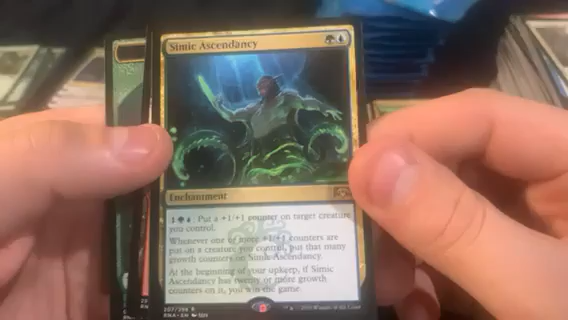 Simic Ascendancy
Enchantment
1 : Put a +1/+1 counter on target creature
you control.
Whenever one or more +1/+1 counters are
put on a creature you control, put that many
growth counters on Simic Ascendancy.
At the beginning of your upkeep, if Simic
Ascendancy has twenty or more growth
counters on it, you win the game.
207/259 R
RNA • EN